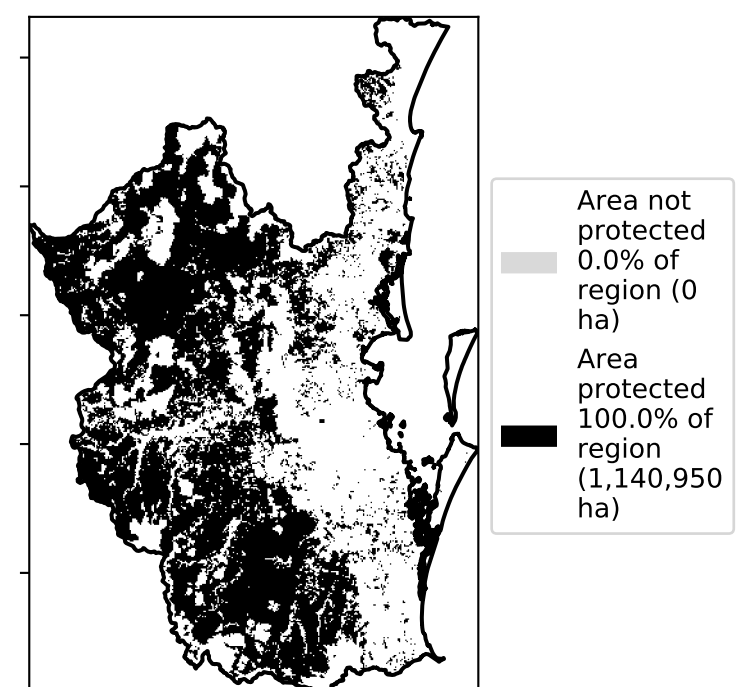 Area not
protected
0.0% of
region (0
ha)
Area
protected
100.0% of
region
(1,140,950
ha)